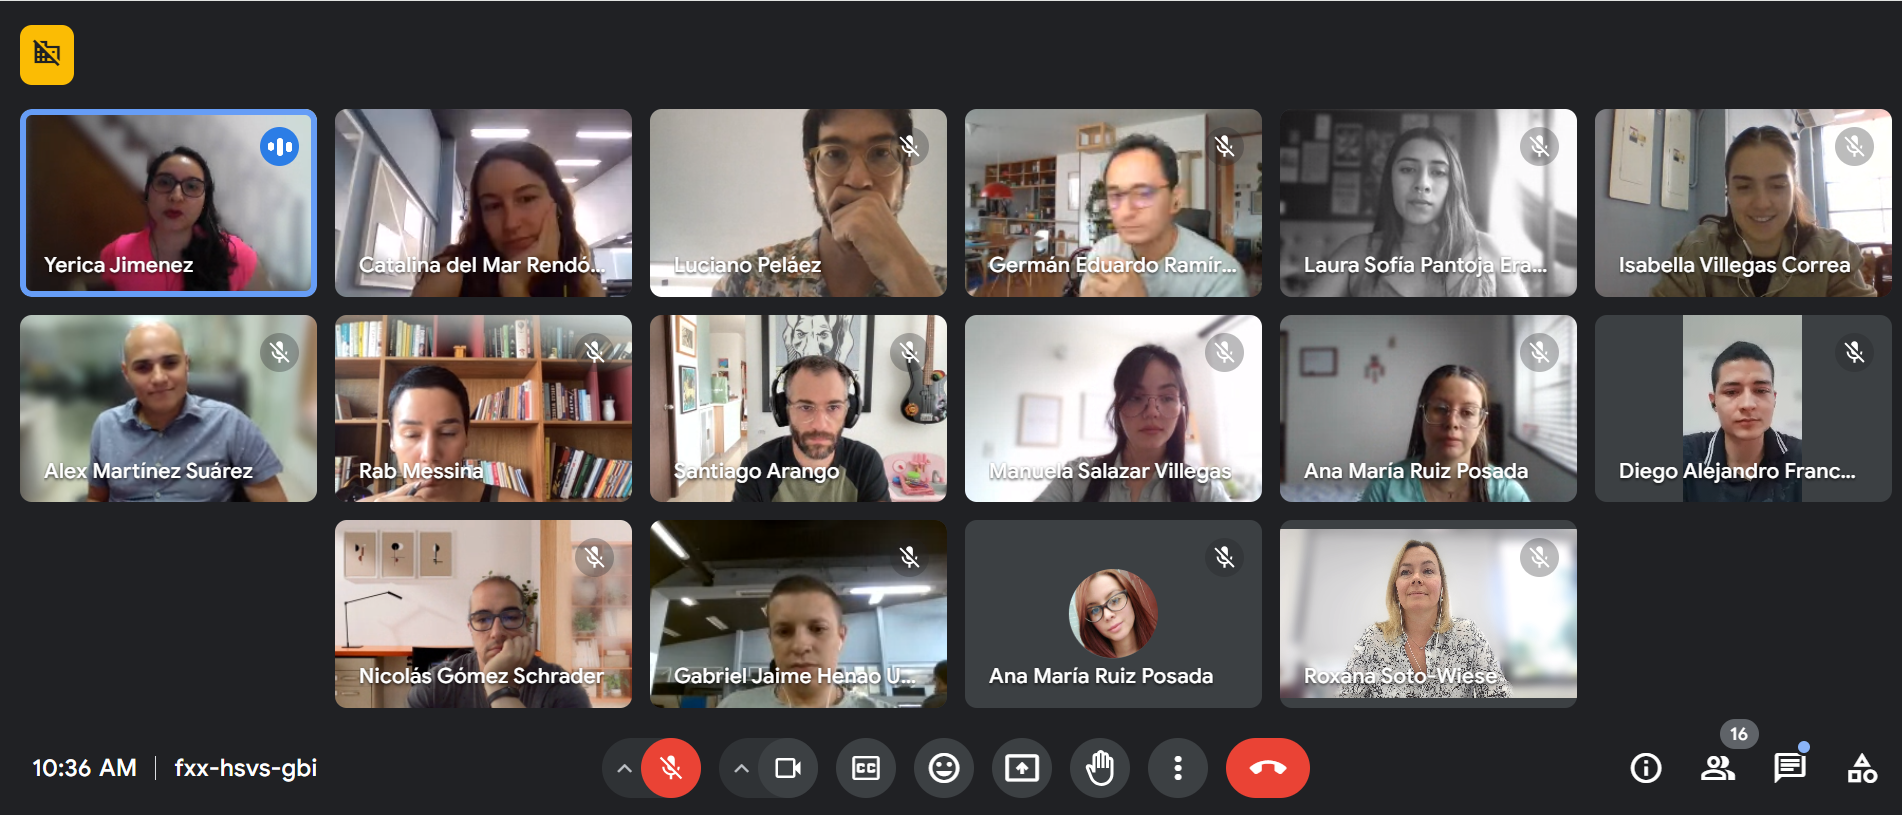 Yerica Jimenez
Catalina del Mar Rendó...
Luciano Peláez
Germán Eduardo Ramír...
Laura Sofía Pantoja Era...
Isabella Villegas Correa
Alex Martínez Suárez
Rab Messina
Santiago Arango
Manuela Salazar Villegas
Ana María Ruiz Posada
Diego Alejandro Franc...
Nicolás Gómez Schrader
Gabriel Jaime Henao U...
Ana María Ruiz Posada
Roxana Soto-Wiese
10:36 AM | fxx-hsvs-gbi
CC
16